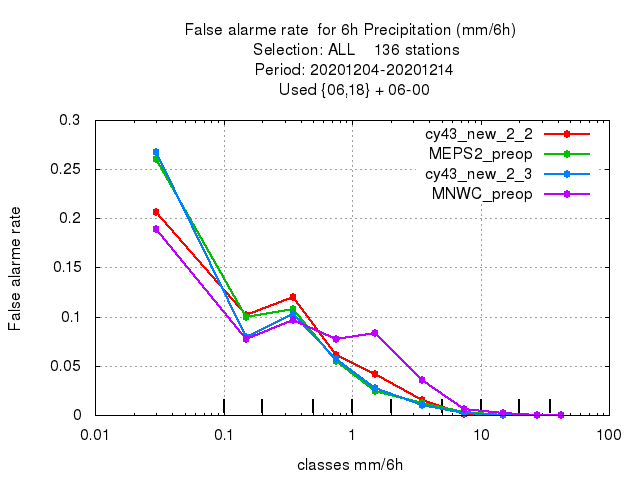 False alarme rate  for 6h Precipitation (mm/6h)
Selection: ALL    136 stations
Period: 20201204-20201214
Used {06,18} + 06-00
cy43_new_2_2
MEPS2_preop
cy43_new_2_3
MNWC_preop
False alarme rate
0.3
0.25
0.2
0.15
0.1
0.05
0
0.01 0.1 1 10 100
classes mm/6h